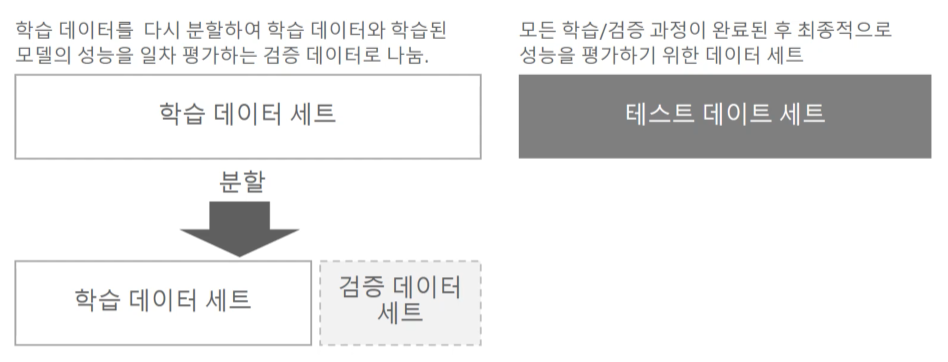 학습 데이터를 다시 분할하여 학습 데이터와 학습된
모델의 성능을 일차 평가하는 검증 데이터로 나눔.
학습 데이터 세트
분할
학습 데이터 세트
검증 데이터
세트
모든 학습/검증 과정이 완료된 후 최종적으로
성능을 평가하기 위한 데이터 세트
테스트 데이트 세트